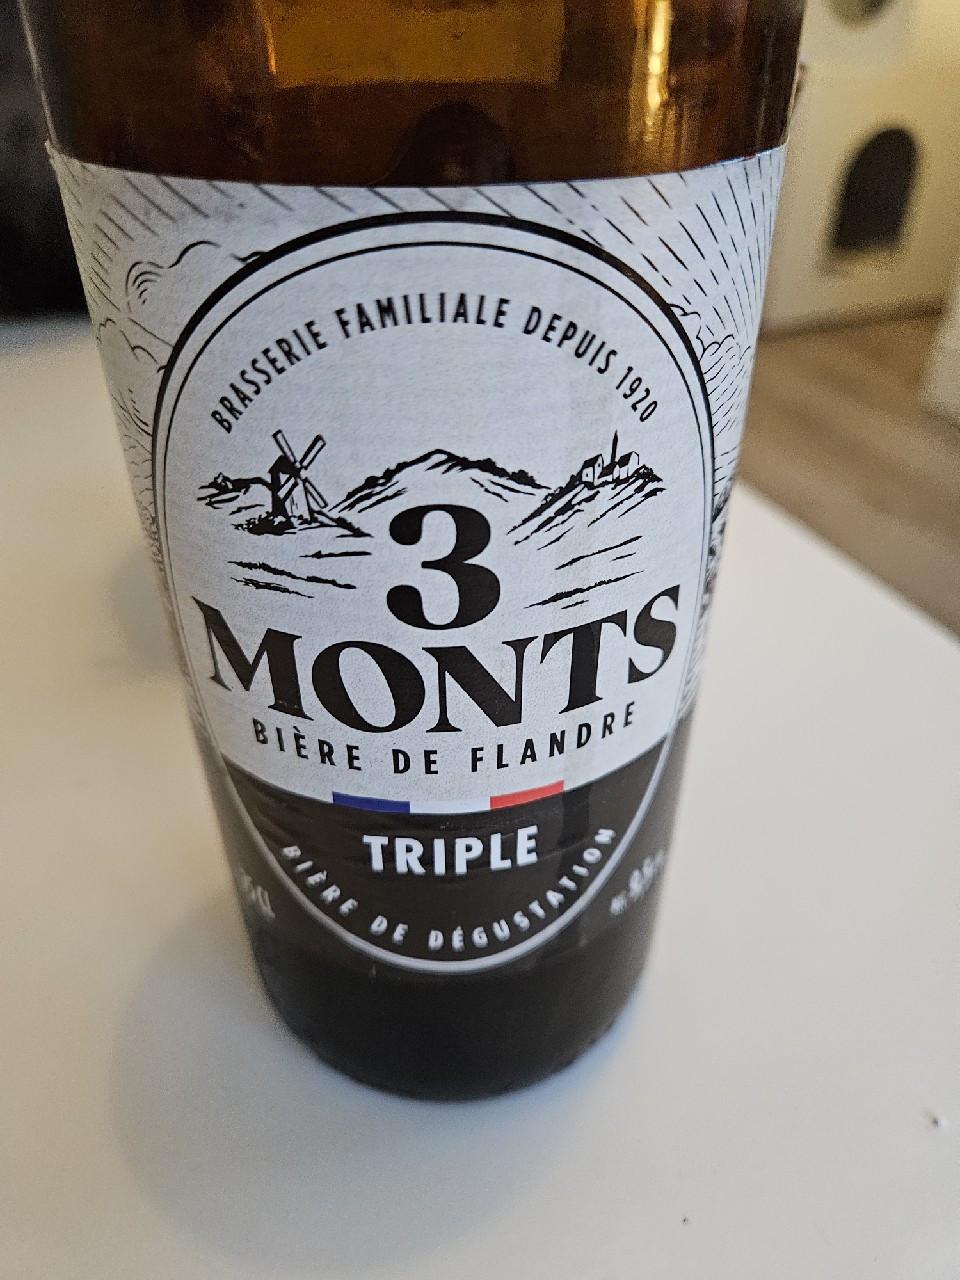 BRASSERIE FAMILIALE DEPUIS 1920
3
MONTS
BIÈRE DE FLANDRE
TRIPLE
BIÈRE DE DÉGUSTATION